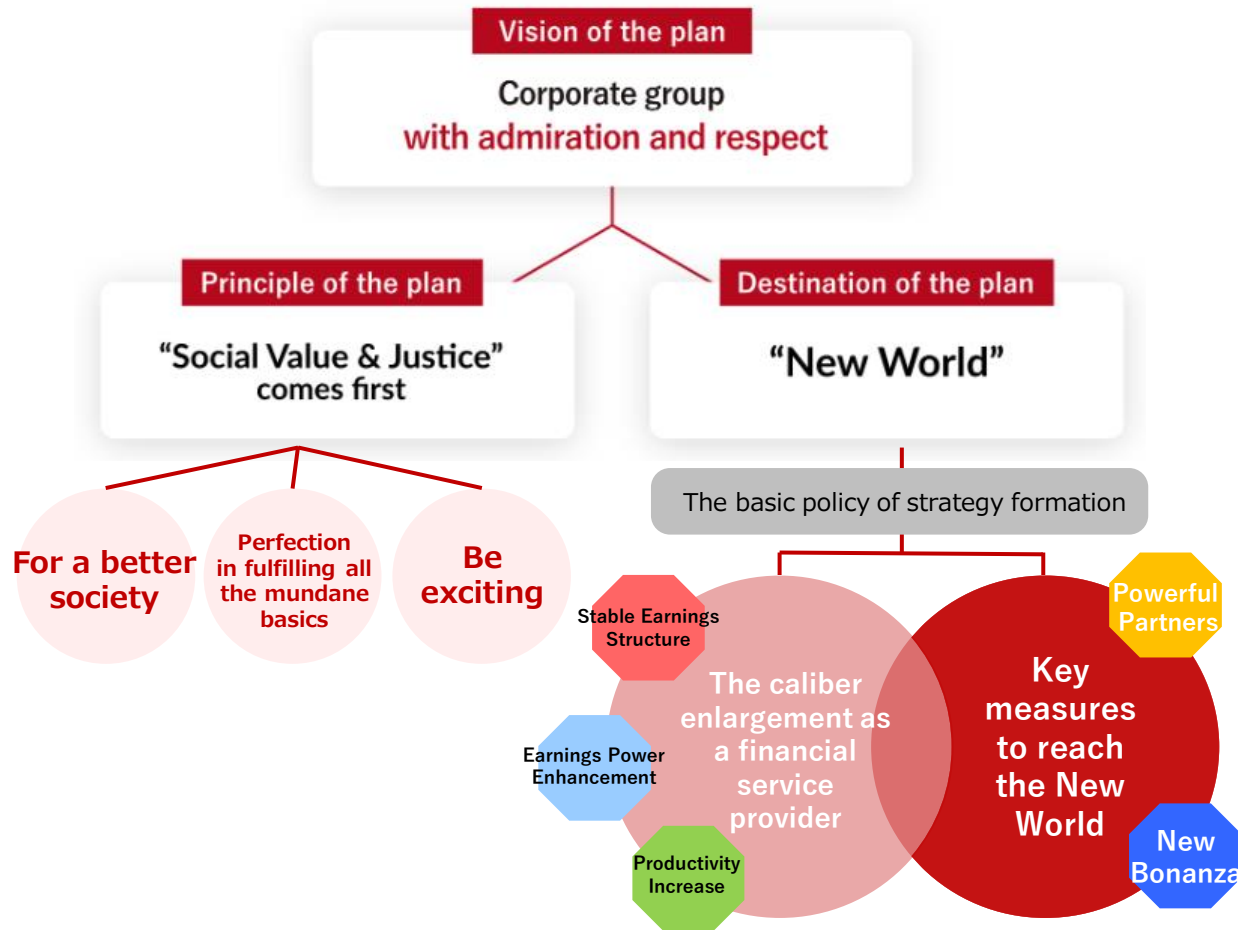 Vision of the plan
Corporate group
with admiration and respect
Principle of the plan
“Social Value & Justice”
comes first
Destination of the plan
“New World”
For a better
society
Perfection
in fulfilling all
the mundane
basics
Be
exciting
The basic policy of strategy formation
Stable Earnings
Structure
Earnings Power
Enhancement
Productivity
Increase
The caliber
enlargement as
a financial
service
provider
Key
measures
to reach
the New
World
Powerful
Partners
New
Bonanza